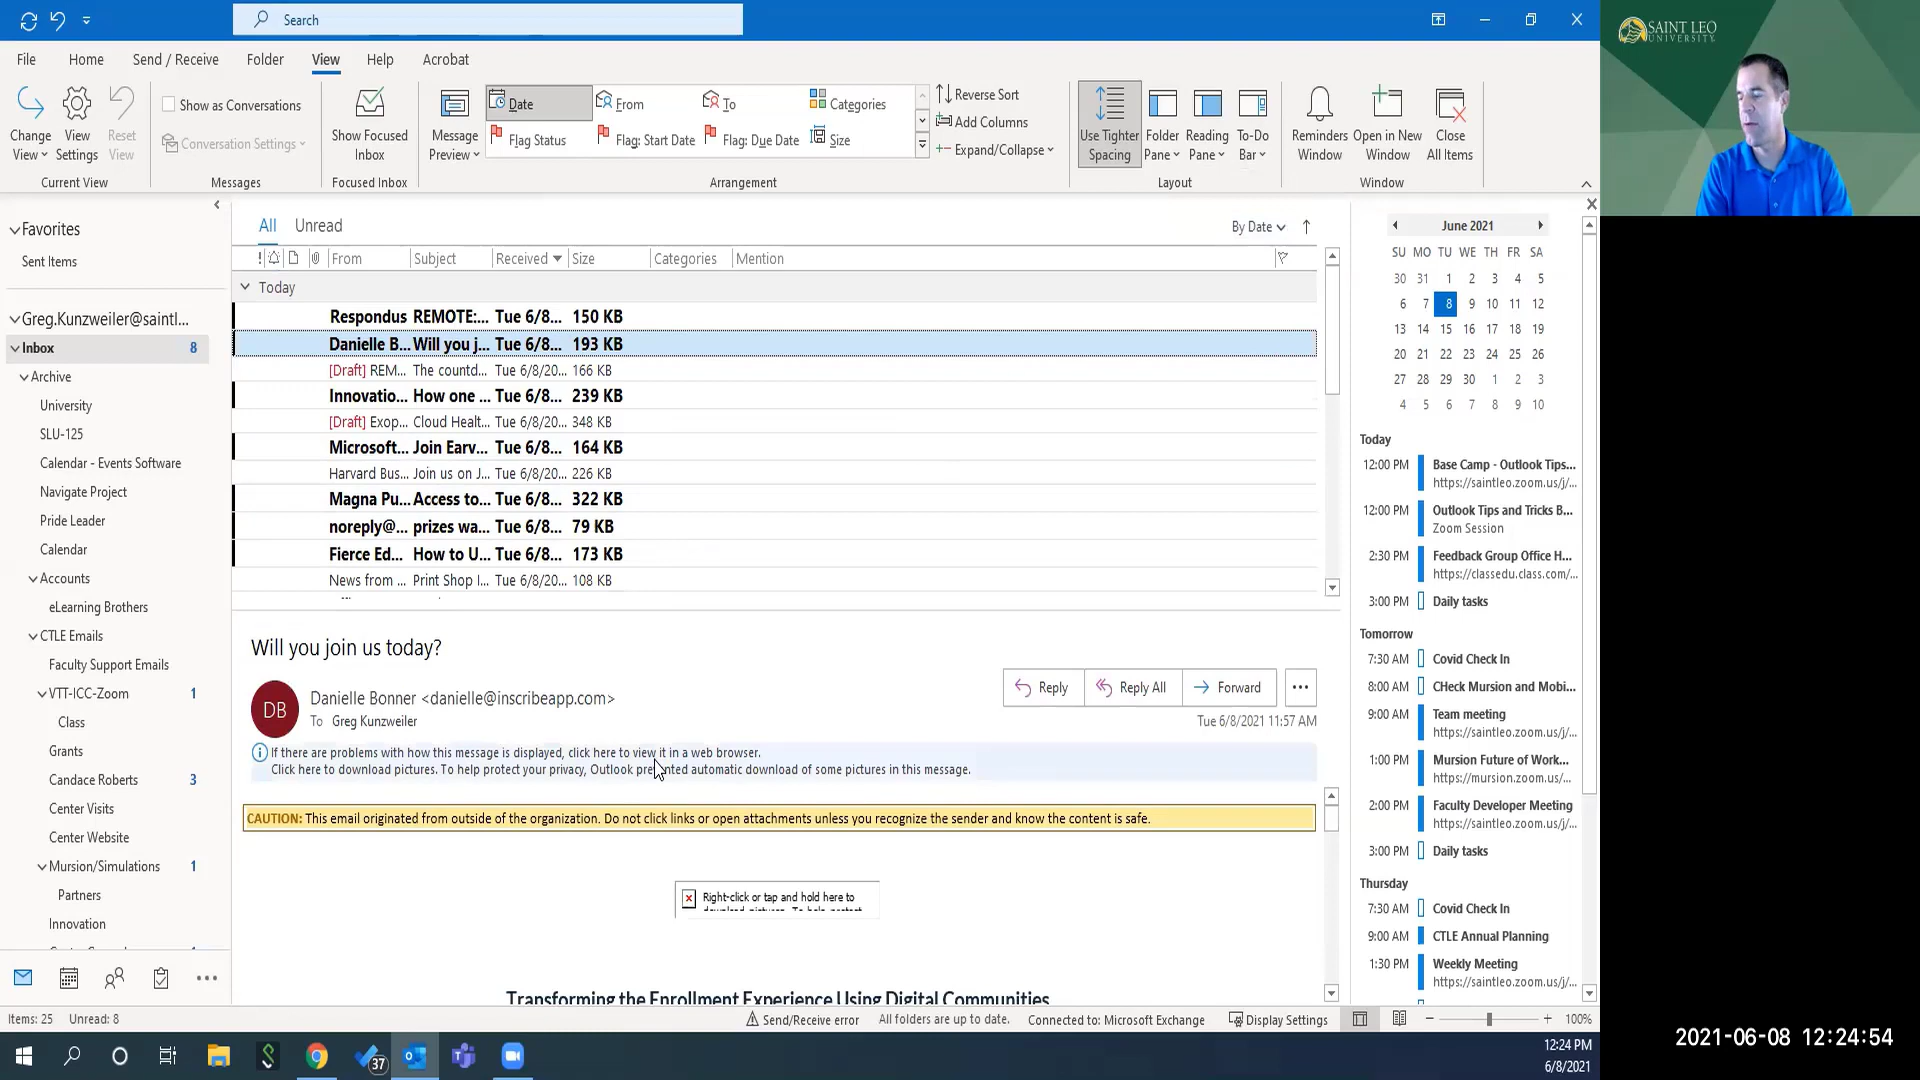 Search
SAINT LEO
UNIVERSITY
File Home Send / Receive Folder View Help Acrobat
Change View
View Settings
Reset View
Current View
Show as Conversations
Conversation Settings
Messages
Show Focused Inbox
Focused Inbox
Message Preview
Date From To Categories
Flag Status Flag: Start Date Flag: Due Date Size
Arrangement
Reverse Sort
Add Columns
Expand/Collapse
Use Tighter Spacing
Folder Pane
Reading Pane
To-Do Bar
Layout
Reminders Window
Open in New Window
Close All Items
Window
Favorites
Sent Items
Greg.Kunzweiler@saintl...
Inbox 8
Archive
University
SLU-125
Calendar - Events Software
Navigate Project
Pride Leader
Calendar
Accounts
eLearning Brothers
CTLE Emails
Faculty Support Emails
VTT-ICC-Zoom 1
Class
Grants
Candace Roberts 3
Center Visits
Center Website
Mursion/Simulations 1
Partners
Innovation
All Unread By Date
From Subject Received Size Categories Mention
Today
Respondus REMOTE:... Tue 6/8... 150 KB
Danielle B... Will you j... Tue 6/8... 193 KB
[Draft] REM... The countd... Tue 6/8/20... 166 KB
Innovatio... How one ... Tue 6/8... 239 KB
[Draft] Exop... Cloud Healt... Tue 6/8/20... 348 KB
Microsoft... Join Earv... Tue 6/8... 164 KB
Harvard Bus... Join us on J... Tue 6/8/20... 226 KB
Magna Pu... Access to... Tue 6/8... 322 KB
noreply@... prizes wa... Tue 6/8... 79 KB
Fierce Ed... How to U... Tue 6/8... 173 KB
News from ... Print Shop I... Tue 6/8/20... 108 KB
Will you join us today?
DB
Danielle Bonner <danielle@inscribeapp.com>
To Greg Kunzweiler
Reply Reply All Forward
Tue 6/8/2021 11:57 AM
If there are problems with how this message is displayed, click here to view it in a web browser.
Click here to download pictures. To help protect your privacy, Outlook prevented automatic download of some pictures in this message.
CAUTION: This email originated from outside of the organization. Do not click links or open attachments unless you recognize the sender and know the content is safe.
Right-click or tap and hold here to
download pictures. To help protect
Transforming the Enrollment Experience Using Digital Communities
June 2021
SU MO TU WE TH FR SA
30 31 1 2 3 4 5
6 7 8 9 10 11 12
13 14 15 16 17 18 19
20 21 22 23 24 25 26
27 28 29 30 1 2 3
4 5 6 7 8 9 10
Today
12:00 PM Base Camp - Outlook Tips...
https://saintleo.zoom.us/j/...
12:00 PM Outlook Tips and Tricks B...
Zoom Session
2:30 PM Feedback Group Office H...
https://classedu.class.com/...
3:00 PM Daily tasks
Tomorrow
7:30 AM Covid Check In
8:00 AM CHeck Mursion and Mobi...
9:00 AM Team meeting
https://saintleo.zoom.us/j/...
1:00 PM Mursion Future of Work...
https://mursion.zoom.us/...
2:00 PM Faculty Developer Meeting
https://saintleo.zoom.us/j/...
3:00 PM Daily tasks
Thursday
7:30 AM Covid Check In
9:00 AM CTLE Annual Planning
1:30 PM Weekly Meeting
https://saintleo.zoom.us/j/...
Items: 25 Unread: 8 Send/Receive error All folders are up to date. Connected to: Microsoft Exchange Display Settings 100%
37
12:24 PM
6/8/2021
2021-06-08 12:24:54